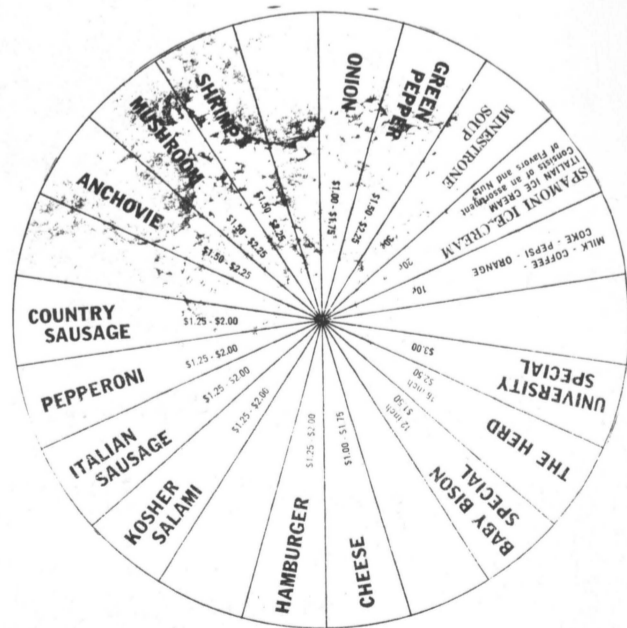 ONION
$1.00 - $1.75
GREEN
PEPPER
$1.50 - $2.25
MINESTRONE
SOUP
30¢
SPAMONI ICE CREAM
ITALIAN ICE CREAM
Consists of an assortment
of Flavors and Nuts
20¢
MILK - COFFEE -
COKE - PEPSI - ORANGE
10¢
UNIVERSITY
SPECIAL
$3.00
THE HERD
16 inch
$2.50
BABY BISON
SPECIAL
12 inch
$1.50
CHEESE
$1.00 - $1.75
HAMBURGER
$1.25 - $2.00
KOSHER
SALAMI
$1.25 - $2.00
ITALIAN
SAUSAGE
$1.25 - $2.00
PEPPERONI
$1.25 - $2.00
COUNTRY
SAUSAGE
$1.25 - $2.00
ANCHOVIE
$1.50 - $2.25
MUSHROOM
$1.50 - $2.25
SHRIMP
$1.50 - $2.25